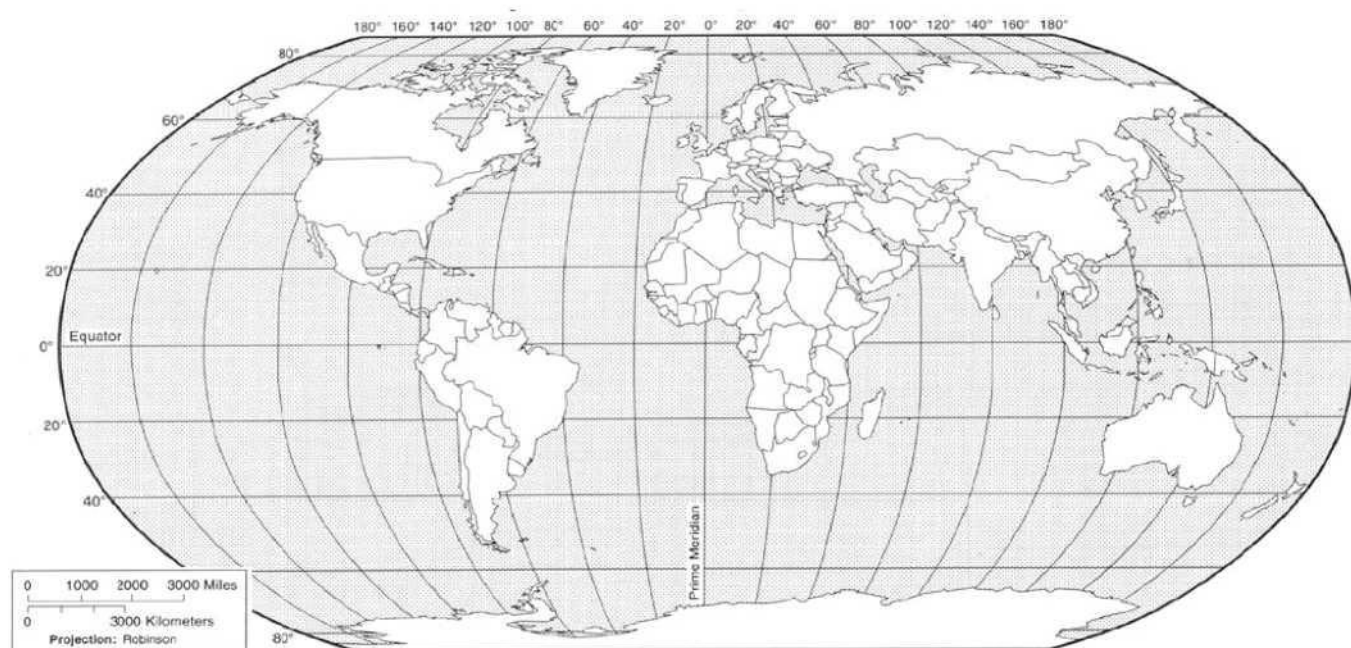 180° 160° 140° 120° 100° 80° 60° 40° 20° 0° 20° 40° 60° 80° 100° 120° 140° 160° 180°
80°
60°
40°
20°
Equator
0°
20°
40°
Prime Meridian
80°
0 1000 2000 3000 Miles
0 3000 Kilometers
Projection: Robinson